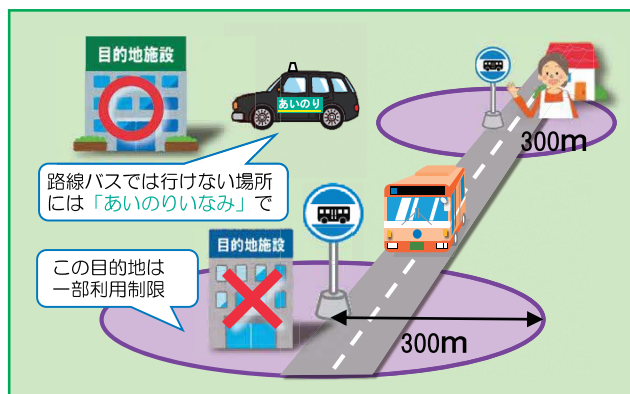 目的地施設
あいのり
300m
路線バスでは行けない場所
には「あいのりいなみ」で
目的地施設
この目的地は
一部利用制限
300m